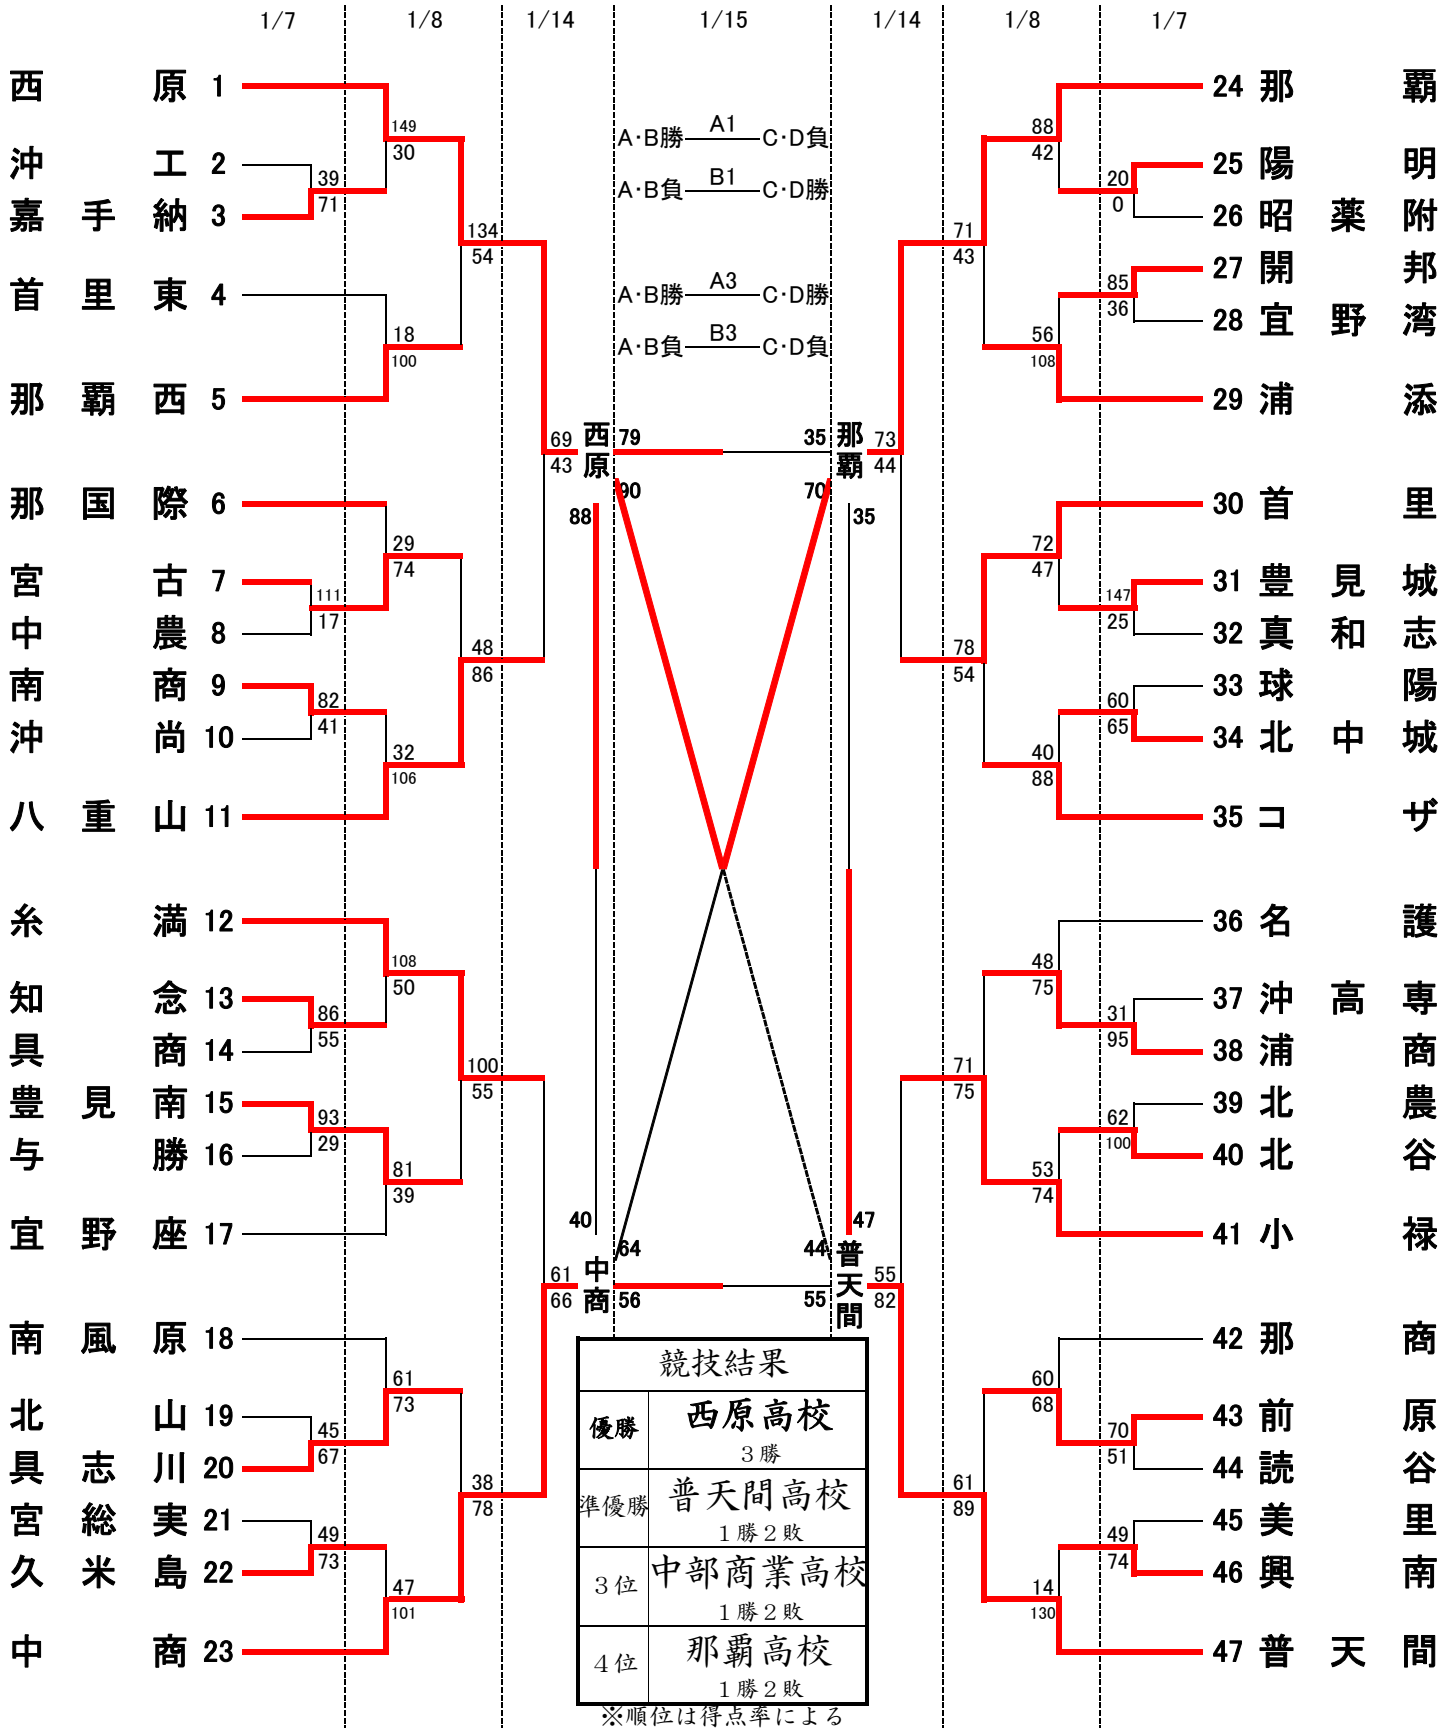 1/7 1/8 1/14 1/15 1/14 1/8 1/7
西原 1
沖工 2
嘉手納 3
首里東 4
那覇西 5
那国際 6
宮古 7
中農 8
南商 9
沖尚 10
八重山 11
糸満 12
知念 13
具商 14
豊見南 15
与勝 16
宜野座 17
南風原 18
北山 19
具志川 20
宮総実 21
久米島 22
中商 23
39
71
111
17
82
41
86
55
93
29
45
67
49
73
149
30
18
100
29
74
32
106
108
50
81
39
61
73
47
101
134
54
48
86
100
55
38
78
69
43
61
66
A・B勝 A1 C・D負
A・B負 B1 C・D勝
A・B勝 A3 C・D勝
A・B負 B3 C・D負
西原 79 35 那覇
90 70
88 35
40 47
64 44
中商 56 55 普天間
73
44
55
82
71
43
78
54
71
75
61
89
88
42
56
108
72
47
40
88
48
75
53
74
60
68
14
130
20
0
85
36
147
25
60
65
31
95
62
100
70
51
49
74
24 那覇
25 陽明
26 昭薬附
27 開邦
28 宜野湾
29 浦添
30 首里
31 豊見城
32 真和志
33 球陽
34 北中城
35 コザ
36 名護
37 沖高専
38 浦商
39 北農
40 北谷
41 小禄
42 那商
43 前原
44 読谷
45 美里
46 興南
47 普天間
競技結果
優勝 西原高校
3勝
準優勝 普天間高校
1勝2敗
3位 中部商業高校
1勝2敗
4位 那覇高校
1勝2敗
※順位は得点率による